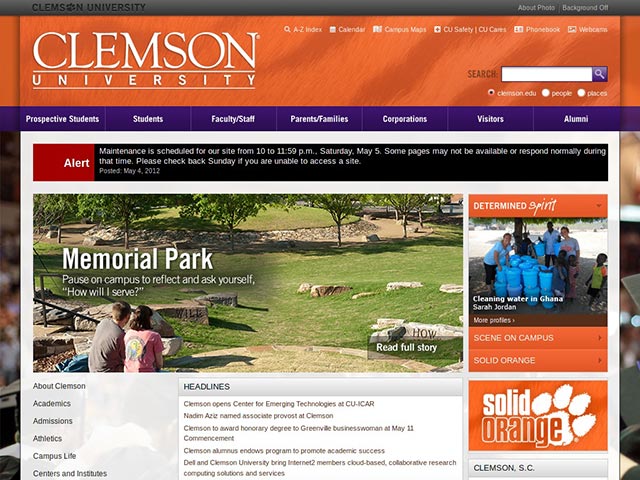 CLEMSON UNIVERSITY
About Photo | Background Off
CLEMSON
UNIVERSITY
A-Z Index Calendar Campus Maps CU Safety | CU Cares Phonebook Webcams
SEARCH:
clemson.edu people places
Prospective Students Students Faculty/Staff Parents/Families Corporations Visitors Alumni
Alert
Maintenance is scheduled for our site from 10 to 11:59 p.m., Saturday, May 5. Some pages may not be available or respond normally during
that time. Please check back Sunday if you are unable to access a site.
Posted: May 4, 2012
Memorial Park
Pause on campus to reflect and ask yourself,
“How will I serve?”
HOW
Read full story
DETERMINED spirit
Cleaning water in Ghana
Sarah Jordan
More profiles ›
SCENE ON CAMPUS
SOLID ORANGE
About Clemson
Academics
Admissions
Athletics
Campus Life
Centers and Institutes
HEADLINES
Clemson opens Center for Emerging Technologies at CU-ICAR
Nadim Aziz named associate provost at Clemson
Clemson to award honorary degree to Greenville businesswoman at May 11
Commencement
Clemson alumnus endows program to promote academic success
Dell and Clemson University bring Internet2 members cloud-based, collaborative research
computing solutions and services
solid
ORANGE
CLEMSON, S.C.